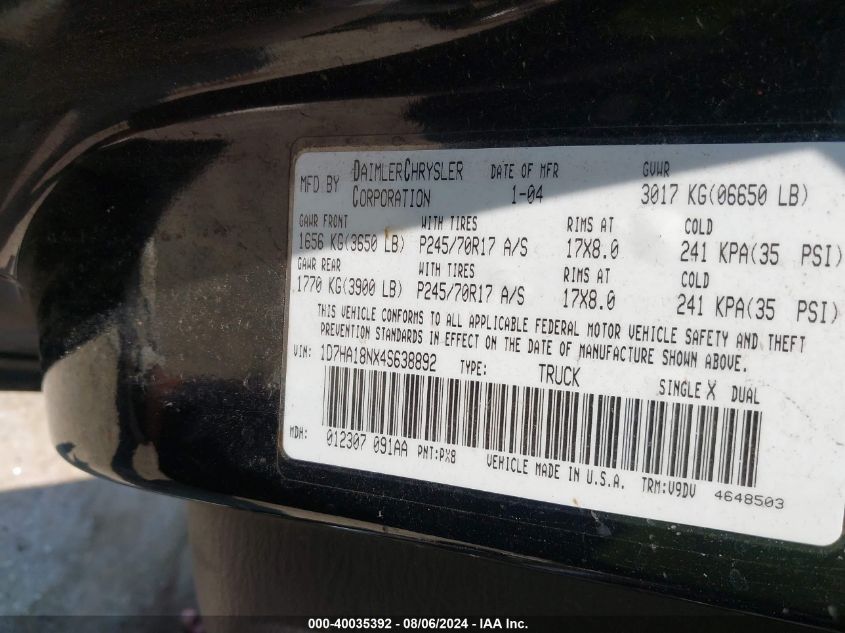 MFD BY DAIMLERCHRYSLER CORPORATION DATE OF MFR 1-04 GVWR 3017 KG(06650 LB)
GAWR FRONT WITH TIRES RIMS AT COLD
1656 KG(3650 LB) P245/70R17 A/S 17X8.0 241 KPA(35 PSI)
GAWR REAR WITH TIRES RIMS AT COLD
1770 KG(3900 LB) P245/70R17 A/S 17X8.0 241 KPA(35 PSI)
THIS VEHICLE CONFORMS TO ALL APPLICABLE FEDERAL MOTOR VEHICLE SAFETY AND THEFT
PREVENTION STANDARDS IN EFFECT ON THE DATE OF MANUFACTURE SHOWN ABOVE.
VIN: 1D7HA18NX4S638892 TYPE: TRUCK SINGLE X DUAL
MDH: 012307 091AA PNT:PX8 VEHICLE MADE IN U.S.A. TRM:V9DV 4648503
000-40035392 - 08/06/2024 - IAA Inc.